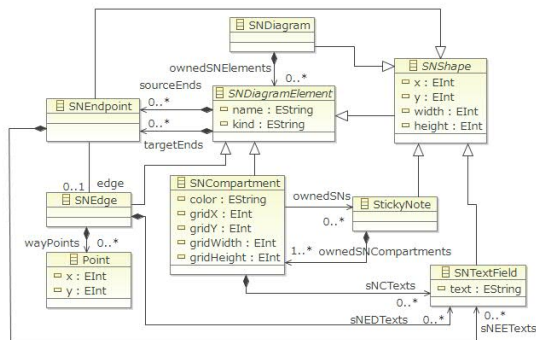 SNDiagram
SNShape
x : EInt
y : EInt
width : EInt
height : EInt
ownedSNElements
0..*
sourceEnds
0..*
SNEndpoint
SNDiagramElement
name : EString
kind : EString
0..*
targetEnds
edge
0..1
SNEdge
SNCompartment
color : EString
gridX : EInt
gridY : EInt
gridWidth : EInt
gridHeight : EInt
ownedSNs
0..*
StickyNote
wayPoints
0..*
Point
x : EInt
y : EInt
1..*
ownedSNCompartments
SNTextField
text : EString
sNCTexts
0..*
sNEDTexts
0..*
0..*
sNEETexts